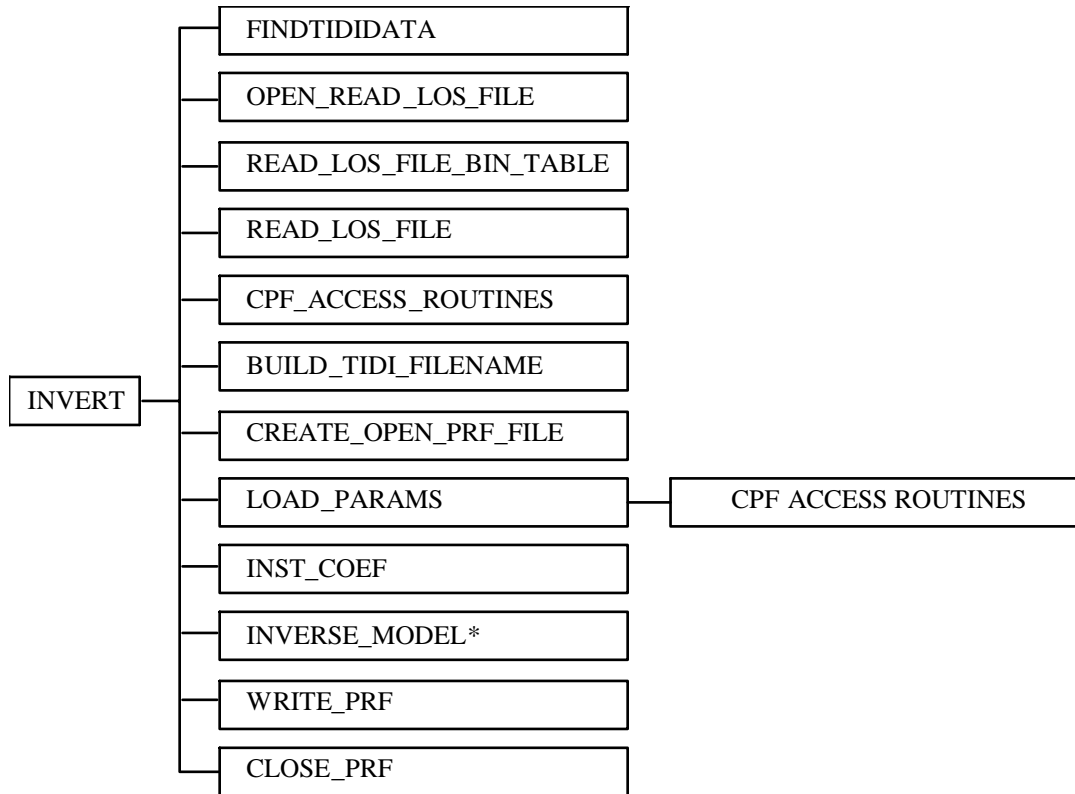 FINDTIDIDATA
OPEN_READ_LOS_FILE
READ_LOS_FILE_BIN_TABLE
READ_LOS_FILE
CPF_ACCESS_ROUTINES
BUILD_TIDI_FILENAME
INVERT
CREATE_OPEN_PRF_FILE
LOAD_PARAMS
CPF ACCESS ROUTINES
INST_COEF
INVERSE_MODEL*
WRITE_PRF
CLOSE_PRF